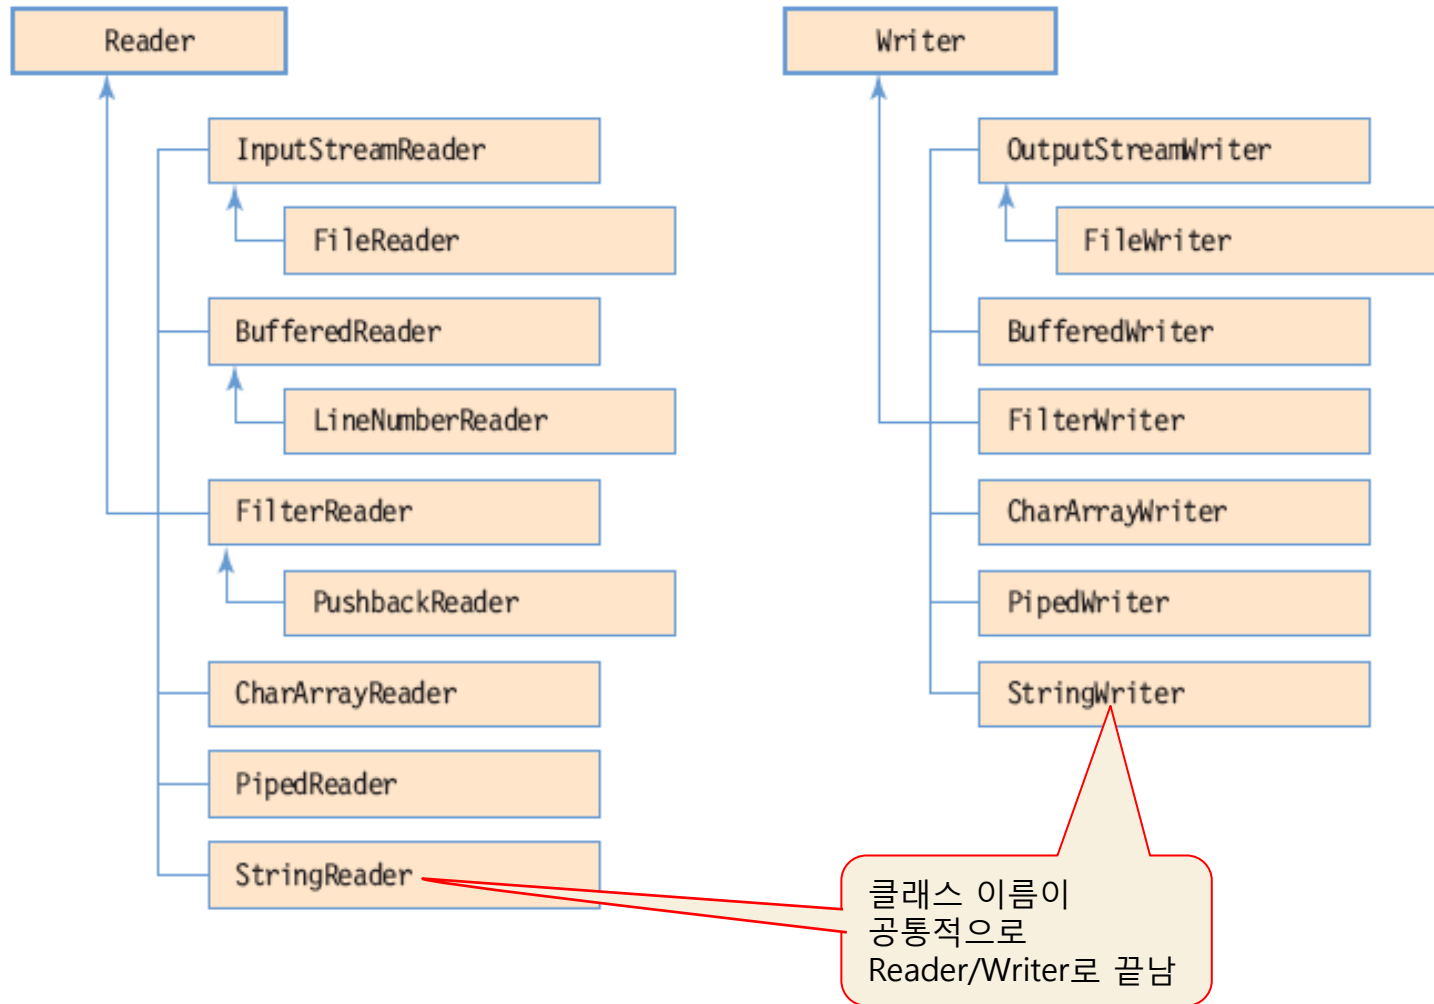 Reader
InputStreamReader
FileReader
BufferedReader
LineNumberReader
FilterReader
PushbackReader
CharArrayReader
PipedReader
StringReader
Writer
OutputStreamWriter
FileWriter
BufferedWriter
FilterWriter
CharArrayWriter
PipedWriter
StringWriter
클래스 이름이
공통적으로
Reader/Writer로 끝남